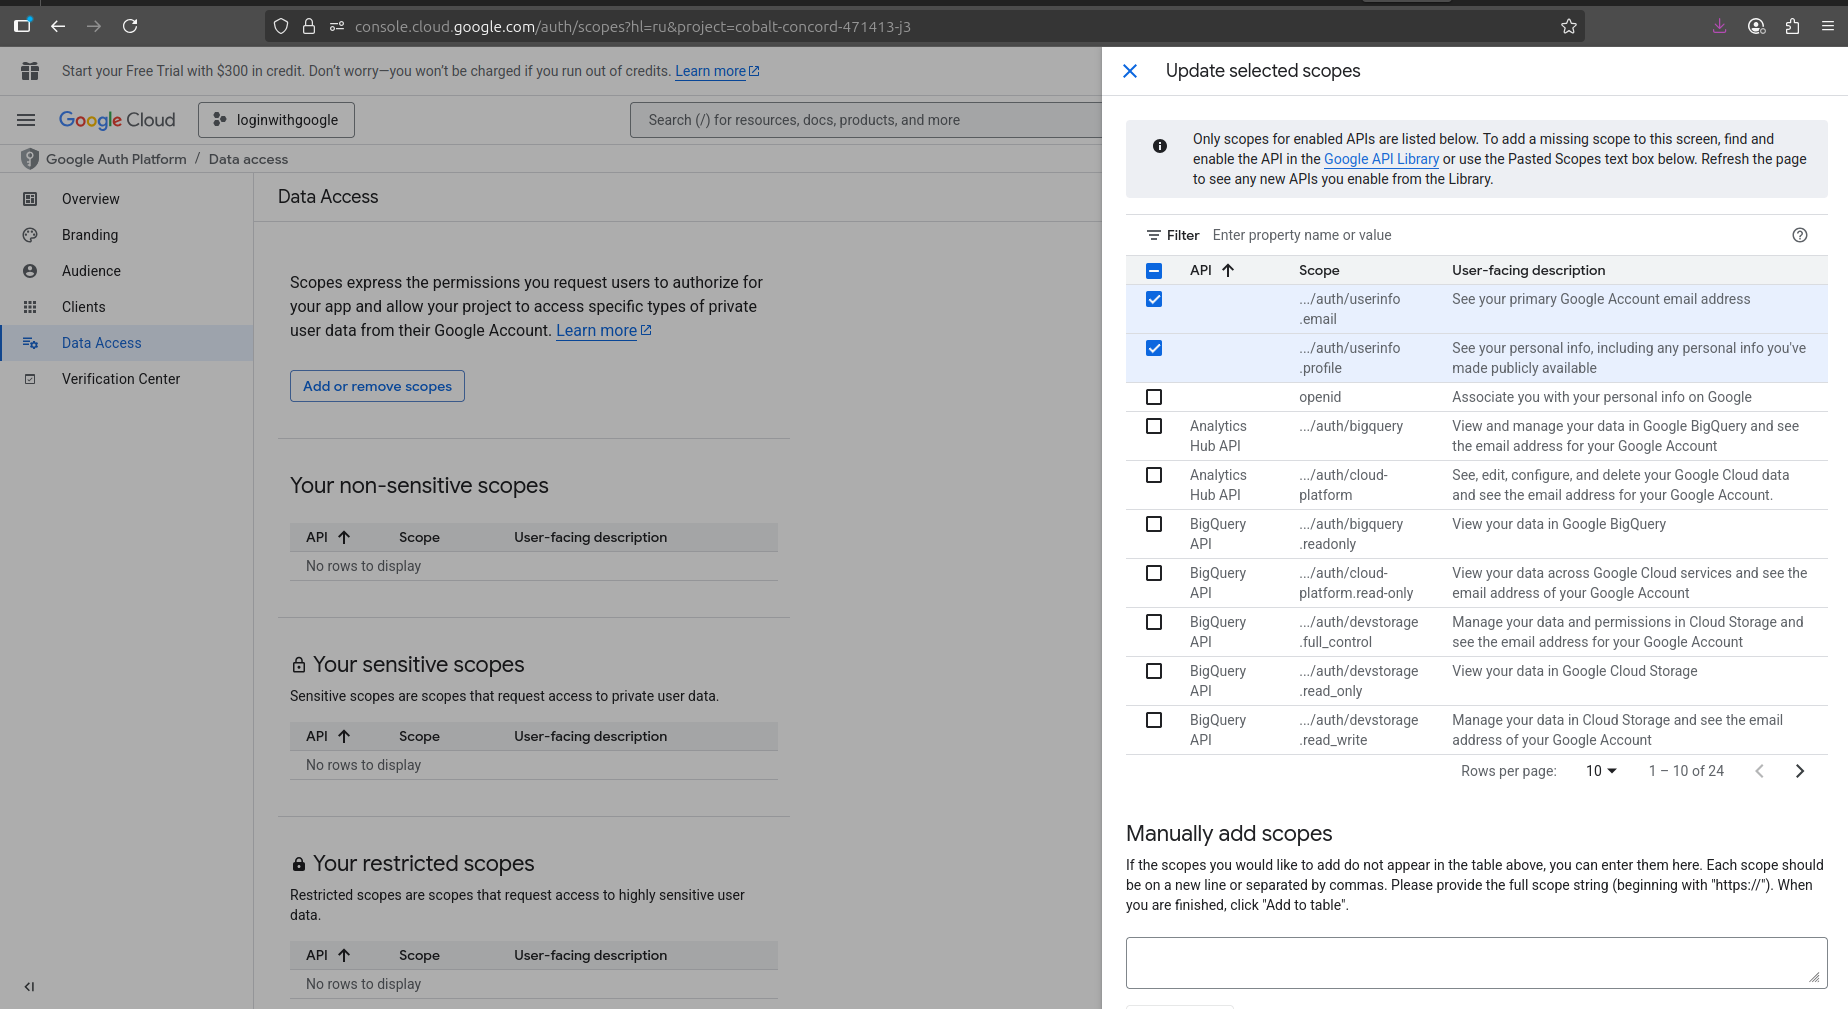 console.cloud.google.com/auth/scopes?hl=ru&project=cobalt-concord-471413-j3
Start your Free Trial with $300 in credit. Don’t worry—you won’t be charged if you run out of credits. Learn more
Google Cloud
loginwithgoogle
Search (/) for resources, docs, products, and more
Google Auth Platform / Data access
Overview
Branding
Audience
Clients
Data Access
Verification Center
Data Access
Scopes express the permissions you request users to authorize for
your app and allow your project to access specific types of private
user data from their Google Account. Learn more
Add or remove scopes
Your non-sensitive scopes
API Scope User-facing description
No rows to display
Your sensitive scopes
Sensitive scopes are scopes that request access to private user data.
API Scope User-facing description
No rows to display
Your restricted scopes
Restricted scopes are scopes that request access to highly sensitive user
data.
API Scope User-facing description
No rows to display
Update selected scopes
Only scopes for enabled APIs are listed below. To add a missing scope to this screen, find and
enable the API in the Google API Library or use the Pasted Scopes text box below. Refresh the page
to see any new APIs you enable from the Library.
Filter Enter property name or value
API Scope User-facing description
.../auth/userinfo See your primary Google Account email address
.email
.../auth/userinfo See your personal info, including any personal info you've
.profile made publicly available
openid Associate you with your personal info on Google
Analytics .../auth/bigquery View and manage your data in Google BigQuery and see
Hub API the email address for your Google Account
Analytics .../auth/cloud- See, edit, configure, and delete your Google Cloud data
Hub API platform and see the email address for your Google Account.
BigQuery .../auth/bigquery View your data in Google BigQuery
API .readonly
BigQuery .../auth/cloud- View your data across Google Cloud services and see the
API platform.read-only email address of your Google Account
BigQuery .../auth/devstorage Manage your data and permissions in Cloud Storage and
API .full_control see the email address for your Google Account
BigQuery .../auth/devstorage View your data in Google Cloud Storage
API .read_only
BigQuery .../auth/devstorage Manage your data in Cloud Storage and see the email
API .read_write address of your Google Account
Rows per page: 10 1 – 10 of 24
Manually add scopes
If the scopes you would like to add do not appear in the table above, you can enter them here. Each scope should
be on a new line or separated by commas. Please provide the full scope string (beginning with "https://"). When
you are finished, click "Add to table".